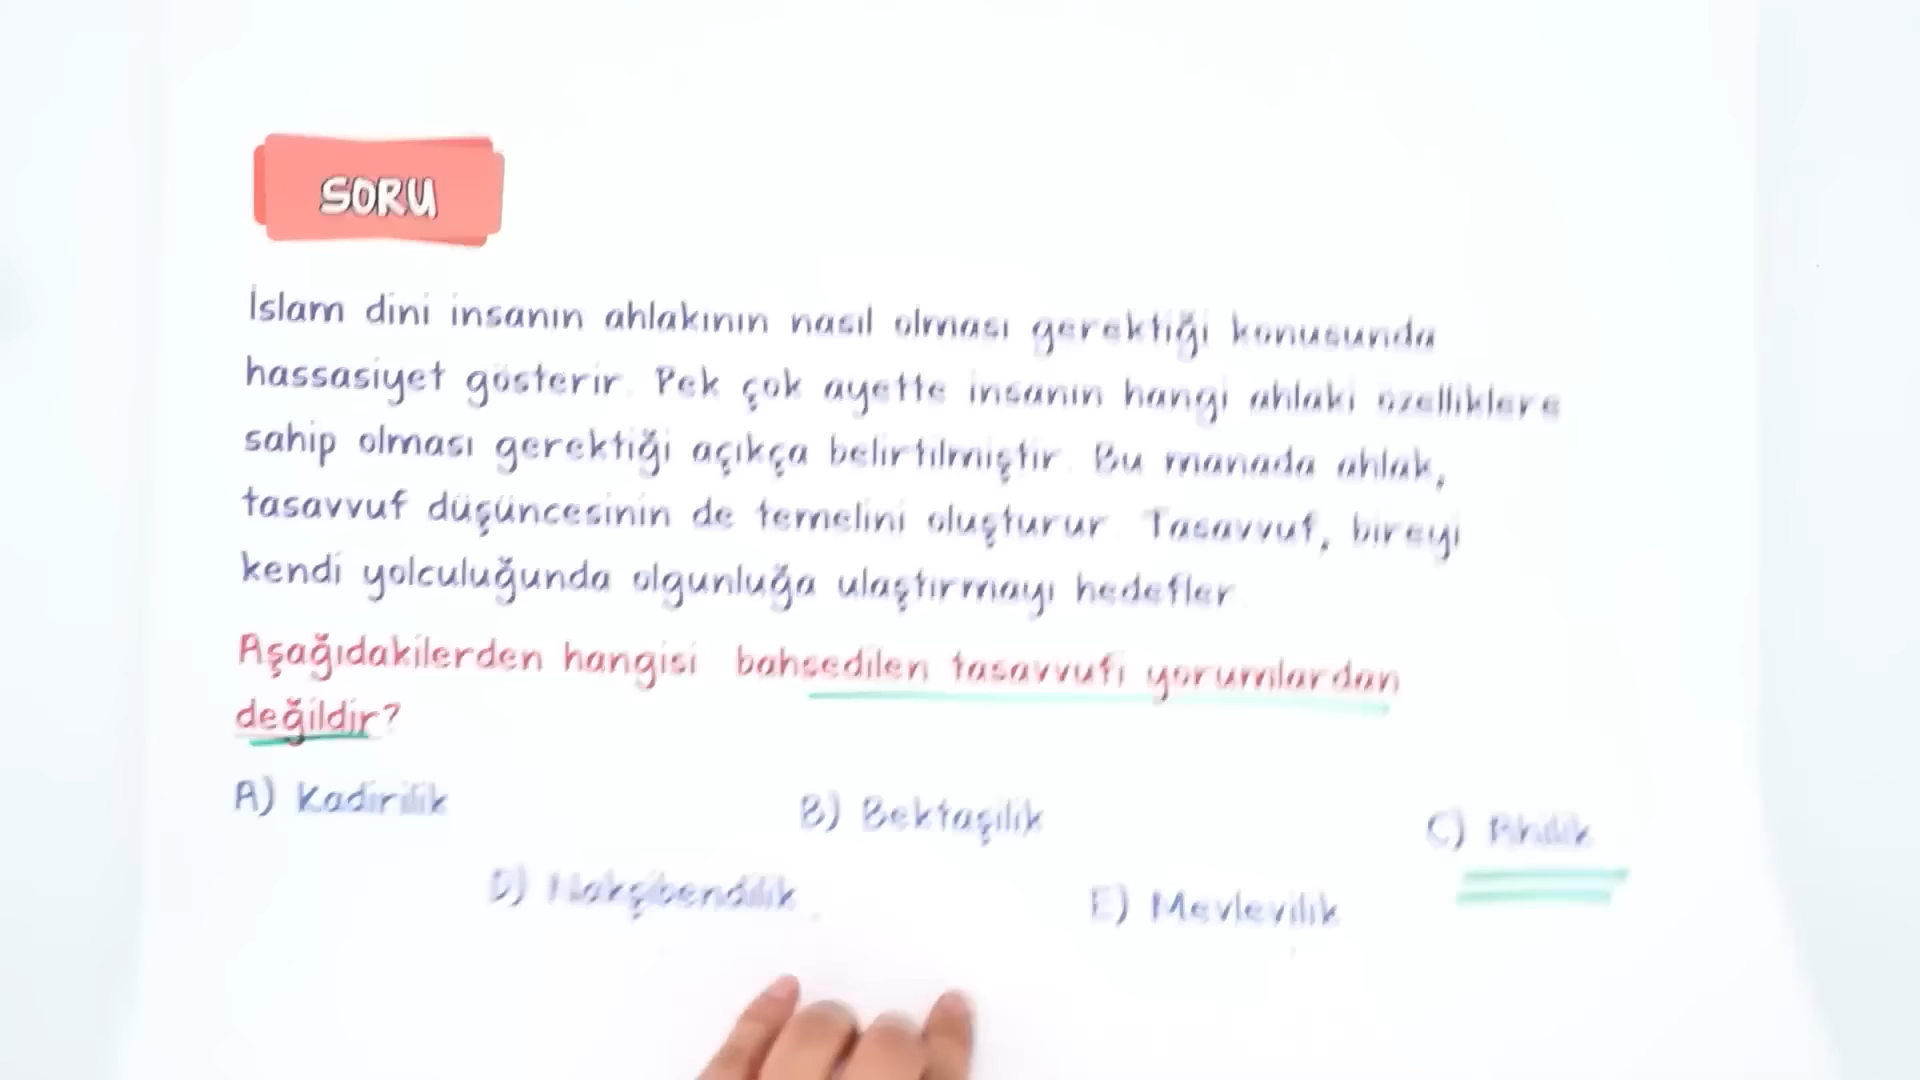 SORU
İslam dini insanın ahlakının nasıl olması gerektiği konusunda
hassasiyet gösterir. Pek çok ayette insanın hangi ahlaki özelliklere
sahip olması gerektiği açıkça belirtilmiştir. Bu manada ahlak,
tasavvuf düşüncesinin de temelini oluşturur. Tasavvuf, bireyi
kendi yolculuğunda olgunluğa ulaştırmayı hedefler.
Aşağıdakilerden hangisi bahsedilen tasavvufi yorumlardan
değildir?
A) Kadirilik
B) Bektaşilik
C) Ahilik
D) Nakşibendilik
E) Mevlevilik